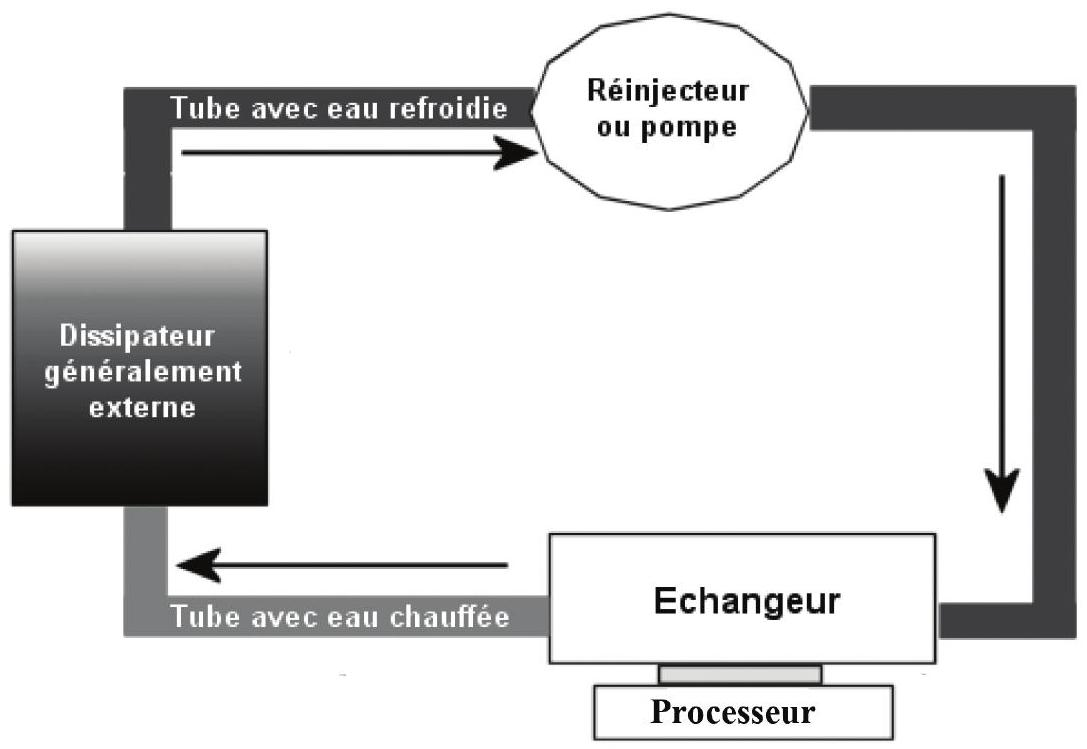 Tube avec eau refroidie
Réinjecteur
ou pompe
Dissipateur
généralement
externe
Tube avec eau chauffée
Echangeur
Processeur